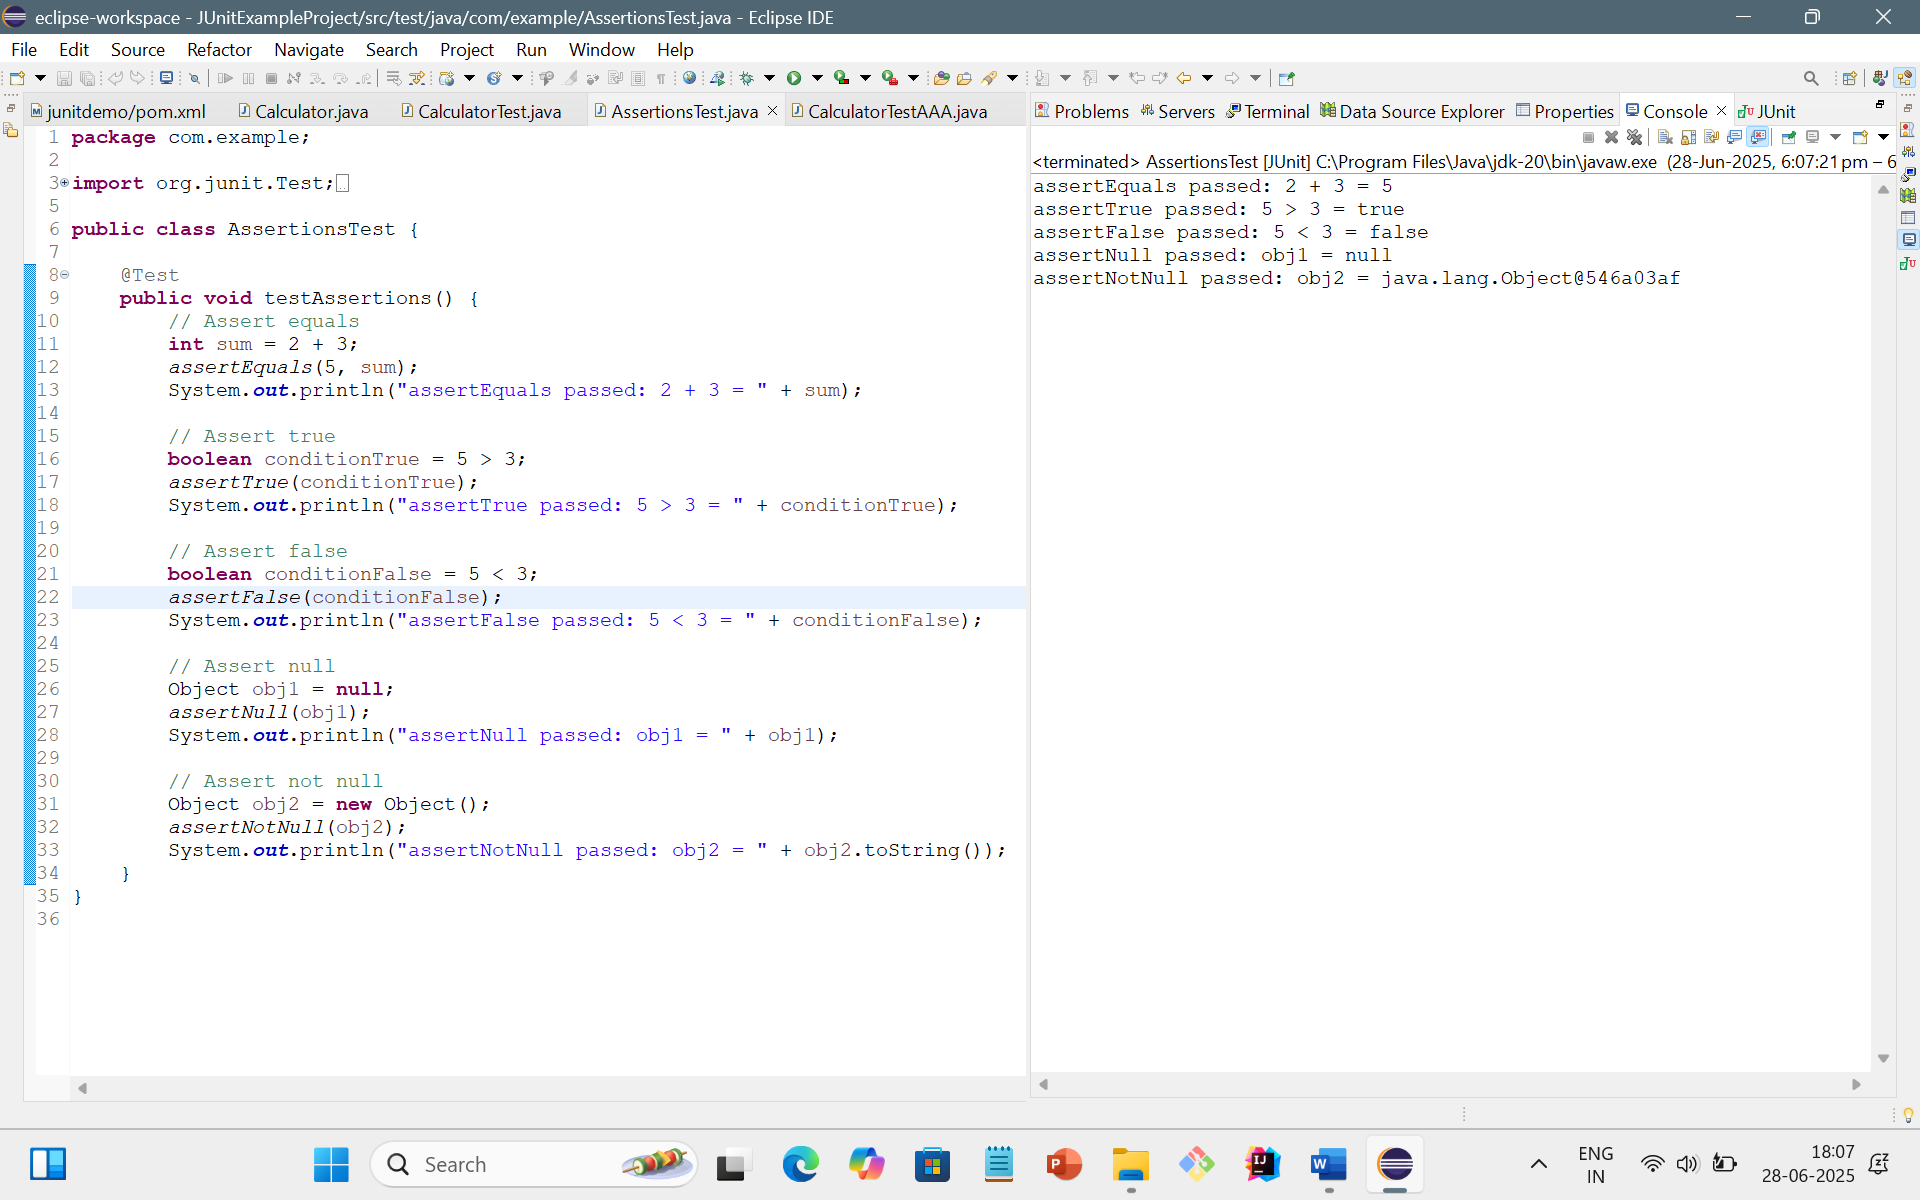 eclipse-workspace - JUnitExampleProject/src/test/java/com/example/AssertionsTest.java - Eclipse IDE
File Edit Source Refactor Navigate Search Project Run Window Help
junitdemo/pom.xml Calculator.java CalculatorTest.java AssertionsTest.java CalculatorTestAAA.java
1 package com.example;
2
3 import org.junit.Test;
5
6 public class AssertionsTest {
7
8 @Test
9 public void testAssertions() {
10 // Assert equals
11 int sum = 2 + 3;
12 assertEquals(5, sum);
13 System.out.println("assertEquals passed: 2 + 3 = " + sum);
14
15 // Assert true
16 boolean conditionTrue = 5 > 3;
17 assertTrue(conditionTrue);
18 System.out.println("assertTrue passed: 5 > 3 = " + conditionTrue);
19
20 // Assert false
21 boolean conditionFalse = 5 < 3;
22 assertFalse(conditionFalse);
23 System.out.println("assertFalse passed: 5 < 3 = " + conditionFalse);
24
25 // Assert null
26 Object obj1 = null;
27 assertNull(obj1);
28 System.out.println("assertNull passed: obj1 = " + obj1);
29
30 // Assert not null
31 Object obj2 = new Object();
32 assertNotNull(obj2);
33 System.out.println("assertNotNull passed: obj2 = " + obj2.toString());
34 }
35 }
36
Problems Servers Terminal Data Source Explorer Properties Console JUnit
<terminated> AssertionsTest [JUnit] C:\Program Files\Java\jdk-20\bin\javaw.exe (28-Jun-2025, 6:07:21 pm – 6
assertEquals passed: 2 + 3 = 5
assertTrue passed: 5 > 3 = true
assertFalse passed: 5 < 3 = false
assertNull passed: obj1 = null
assertNotNull passed: obj2 = java.lang.Object@546a03af
Search
ENG
IN
18:07
28-06-2025